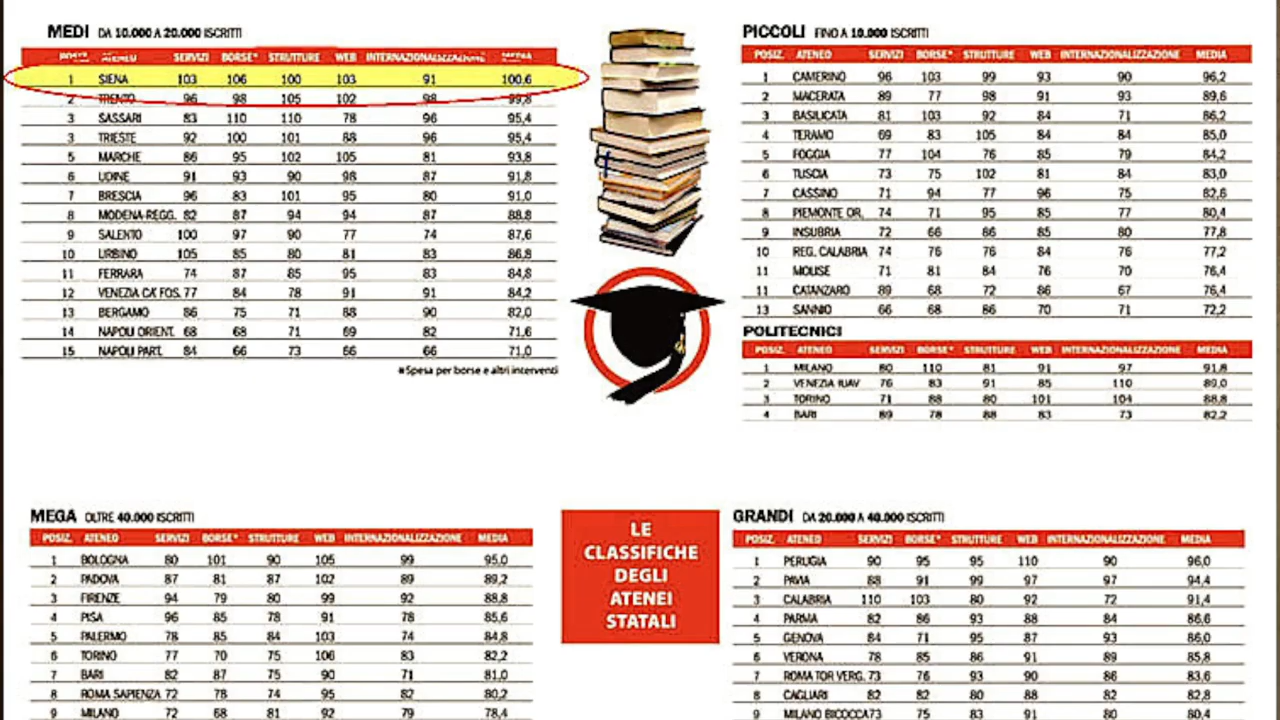 MEDI DA 10.000 A 20.000 ISCRITTI
POSIZ. ATENEO SERVIZI BORSE* STRUTTURE WEB INTERNAZIONALIZZAZIONE MEDIA
1 SIENA 103 106 100 103 91 100,6
2 TRENTO 96 98 105 102 98 99,8
3 SASSARI 83 110 110 78 96 95,4
3 TRIESTE 92 100 101 88 96 95,4
5 MARCHE 86 95 102 105 81 93,8
6 UDINE 91 93 90 98 87 91,8
7 BRESCIA 96 83 101 95 80 91,0
8 MODENA-REGG. 82 87 94 94 87 88,8
9 SALENTO 100 97 90 77 74 87,6
10 URBINO 105 85 80 81 83 86,8
11 FERRARA 74 87 85 95 83 84,8
12 VENEZIA CA' FOS. 77 84 78 91 91 84,2
13 BERGAMO 86 75 71 88 90 82,0
14 NAPOLI ORIENT. 68 68 71 69 82 71,6
15 NAPOLI PART. 84 66 73 66 66 71,0
*Spesa per borse e altri interventi
PICCOLI FINO A 10.000 ISCRITTI
POSIZ. ATENEO SERVIZI BORSE* STRUTTURE WEB INTERNAZIONALIZZAZIONE MEDIA
1 CAMERINO 96 103 99 93 90 96,2
2 MACERATA 89 77 98 91 93 89,6
3 BASILICATA 81 103 92 84 71 86,2
4 TERAMO 69 83 105 84 84 85,0
5 FOGGIA 77 104 76 85 79 84,2
6 TUSCIA 73 75 102 81 84 83,0
7 CASSINO 71 94 77 96 75 82,6
8 PIEMONTE OR. 74 71 95 85 77 80,4
9 INSUBRIA 72 66 86 85 80 77,8
10 REG. CALABRIA 74 76 76 84 76 77,2
11 MOLISE 71 81 84 76 70 76,4
11 CATANZARO 89 68 72 86 67 76,4
13 SANNIO 66 68 86 70 71 72,2
POLITECNICI
POSIZ. ATENEO SERVIZI BORSE* STRUTTURE WEB INTERNAZIONALIZZAZIONE MEDIA
1 MILANO 80 110 81 91 97 91,8
2 VENEZIA IUAV 76 83 91 85 110 89,0
3 TORINO 71 88 80 101 104 88,8
4 BARI 89 78 88 83 73 82,2
MEGA OLTRE 40.000 ISCRITTI
POSIZ. ATENEO SERVIZI BORSE* STRUTTURE WEB INTERNAZIONALIZZAZIONE MEDIA
1 BOLOGNA 80 101 90 105 99 95,0
2 PADOVA 87 81 87 102 89 89,2
3 FIRENZE 94 79 80 99 92 88,8
4 PISA 96 85 78 91 78 85,6
5 PALERMO 78 85 84 103 74 84,8
6 TORINO 77 70 75 106 83 82,2
7 BARI 82 87 75 90 71 81,0
8 ROMA SAPIENZA 72 78 74 95 82 80,2
9 MILANO 72 68 81 92 79 78,4
LE
CLASSIFICHE
DEGLI
ATENEI
STATALI
GRANDI DA 20.000 A 40.000 ISCRITTI
POSIZ. ATENEO SERVIZI BORSE* STRUTTURE WEB INTERNAZIONALIZZAZIONE MEDIA
1 PERUGIA 90 95 95 110 90 96,0
2 PAVIA 88 91 99 97 97 94,4
3 CALABRIA 110 103 80 92 72 91,4
4 PARMA 82 86 93 88 84 86,6
5 GENOVA 84 71 95 87 93 86,0
6 VERONA 78 85 86 91 89 85,8
7 ROMA TOR VERG. 73 76 93 90 86 83,6
8 CAGLIARI 82 82 80 88 82 82,8
9 MILANO BICOCCA 73 75 83 91 80 80,4